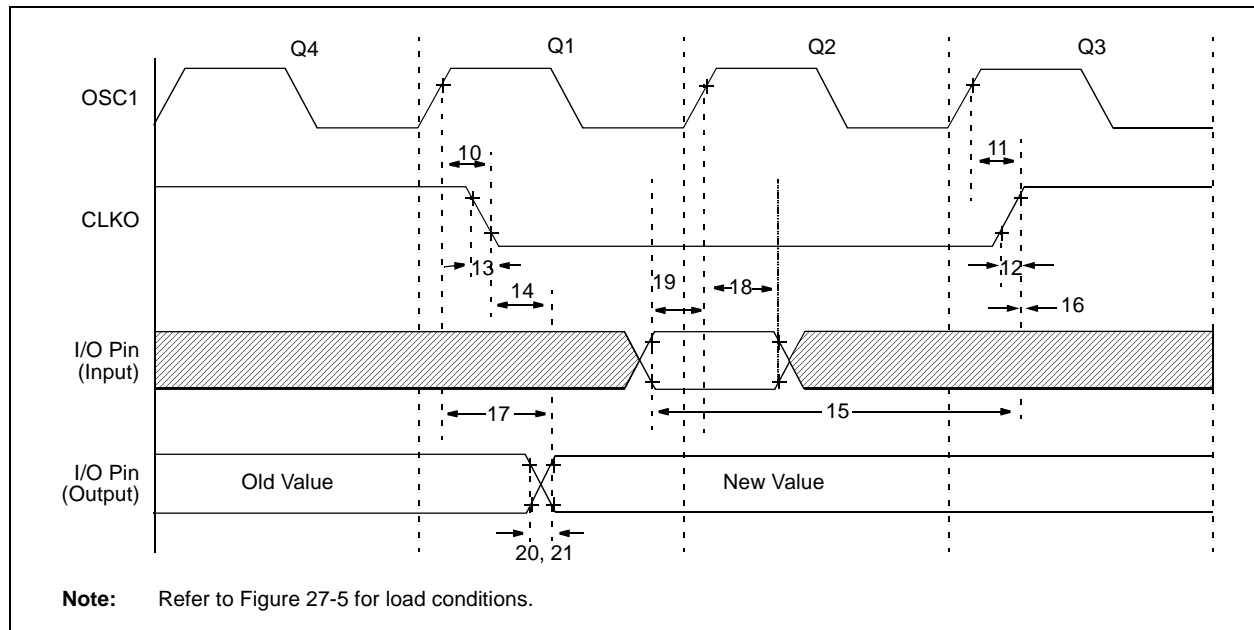 Q4 Q1 Q2 Q3
OSC1
10 11
CLKO
13 12
14 19 18 16
I/O Pin
(Input)
17 15
I/O Pin
(Output)
Old Value New Value
20, 21
Note: Refer to Figure 27-5 for load conditions.